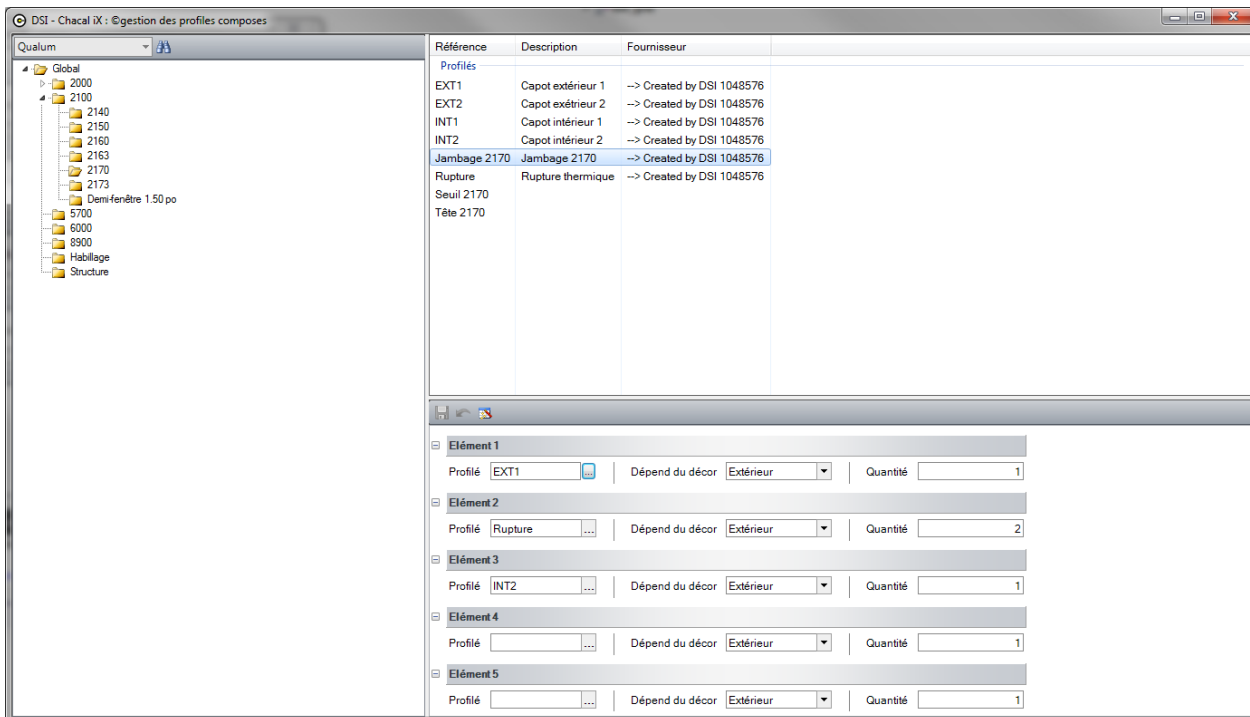 DSI - Chacal iX : ©gestion des profiles composes
Qualum
Global
2000
2100
2140
2150
2160
2163
2170
2173
Demi-fenêtre 1.50 po
5700
6000
8900
Habillage
Structure
Référence Description Fournisseur
Profilés
EXT1 Capot extérieur 1 --> Created by DSI 1048576
EXT2 Capot exétrieur 2 --> Created by DSI 1048576
INT1 Capot intérieur 1 --> Created by DSI 1048576
INT2 Capot intérieur 2 --> Created by DSI 1048576
Jambage 2170 Jambage 2170 --> Created by DSI 1048576
Rupture Rupture thermique --> Created by DSI 1048576
Seuil 2170
Tête 2170
Elément 1
Profilé EXT1 ... Dépend du décor Extérieur Quantité 1
Elément 2
Profilé Rupture ... Dépend du décor Extérieur Quantité 2
Elément 3
Profilé INT2 ... Dépend du décor Extérieur Quantité 1
Elément 4
Profilé ... Dépend du décor Extérieur Quantité 1
Elément 5
Profilé ... Dépend du décor Extérieur Quantité 1